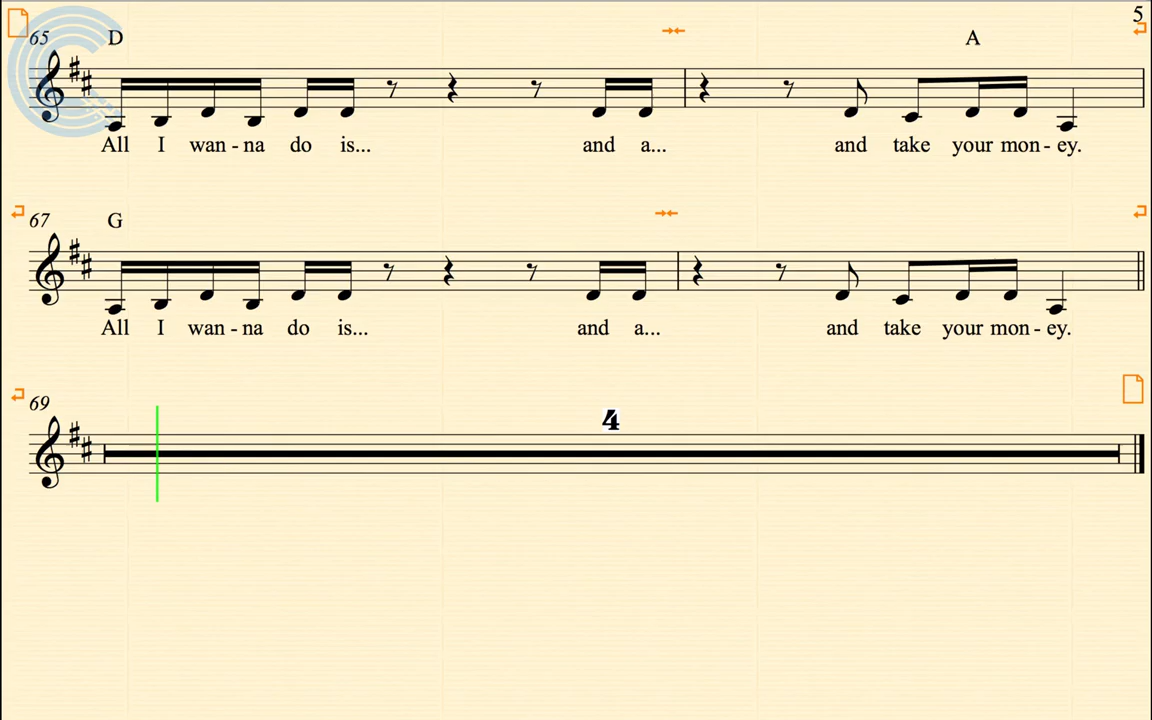 5
65 D A
All I wan - na do is... and a... and take your mon - ey.
67 G
All I wan - na do is... and a... and take your mon - ey.
69 4